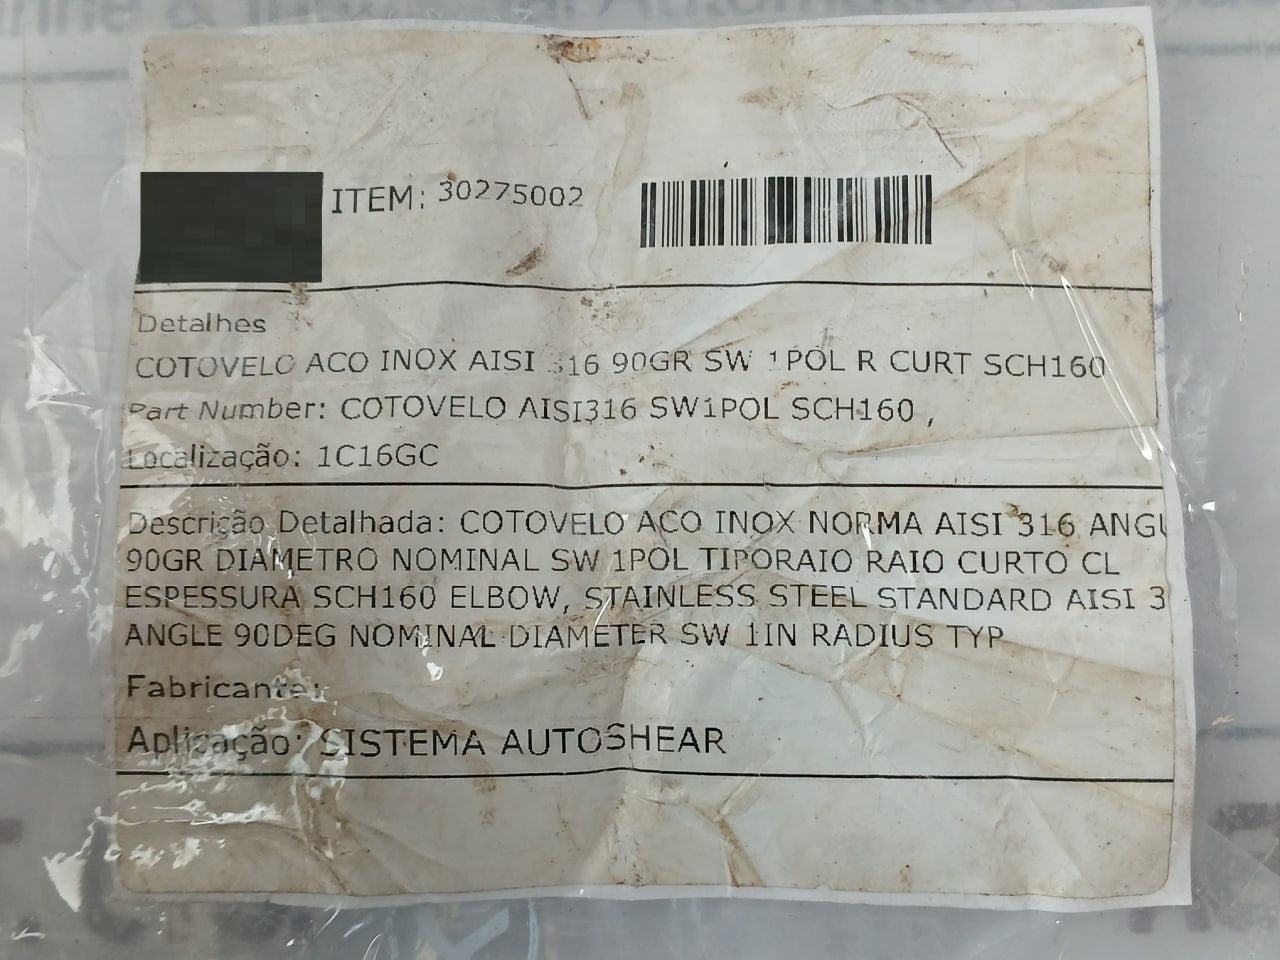 ITEM: 30275002
Detalhes
COTOVELO ACO INOX AISI 316 90GR SW 1POL R CURT SCH160
Part Number: COTOVELO AISI316 SW1POL SCH160 ,
Localização: 1C16GC
Descrição Detalhada: COTOVELO ACO INOX NORMA AISI 316 ANGU
90GR DIAMETRO NOMINAL SW 1POL TIPORAIO RAIO CURTO CL
ESPESSURA SCH160 ELBOW, STAINLESS STEEL STANDARD AISI 3
ANGLE 90DEG NOMINAL DIAMETER SW 1IN RADIUS TYP
Fabricante:
Aplicação: SISTEMA AUTOSHEAR